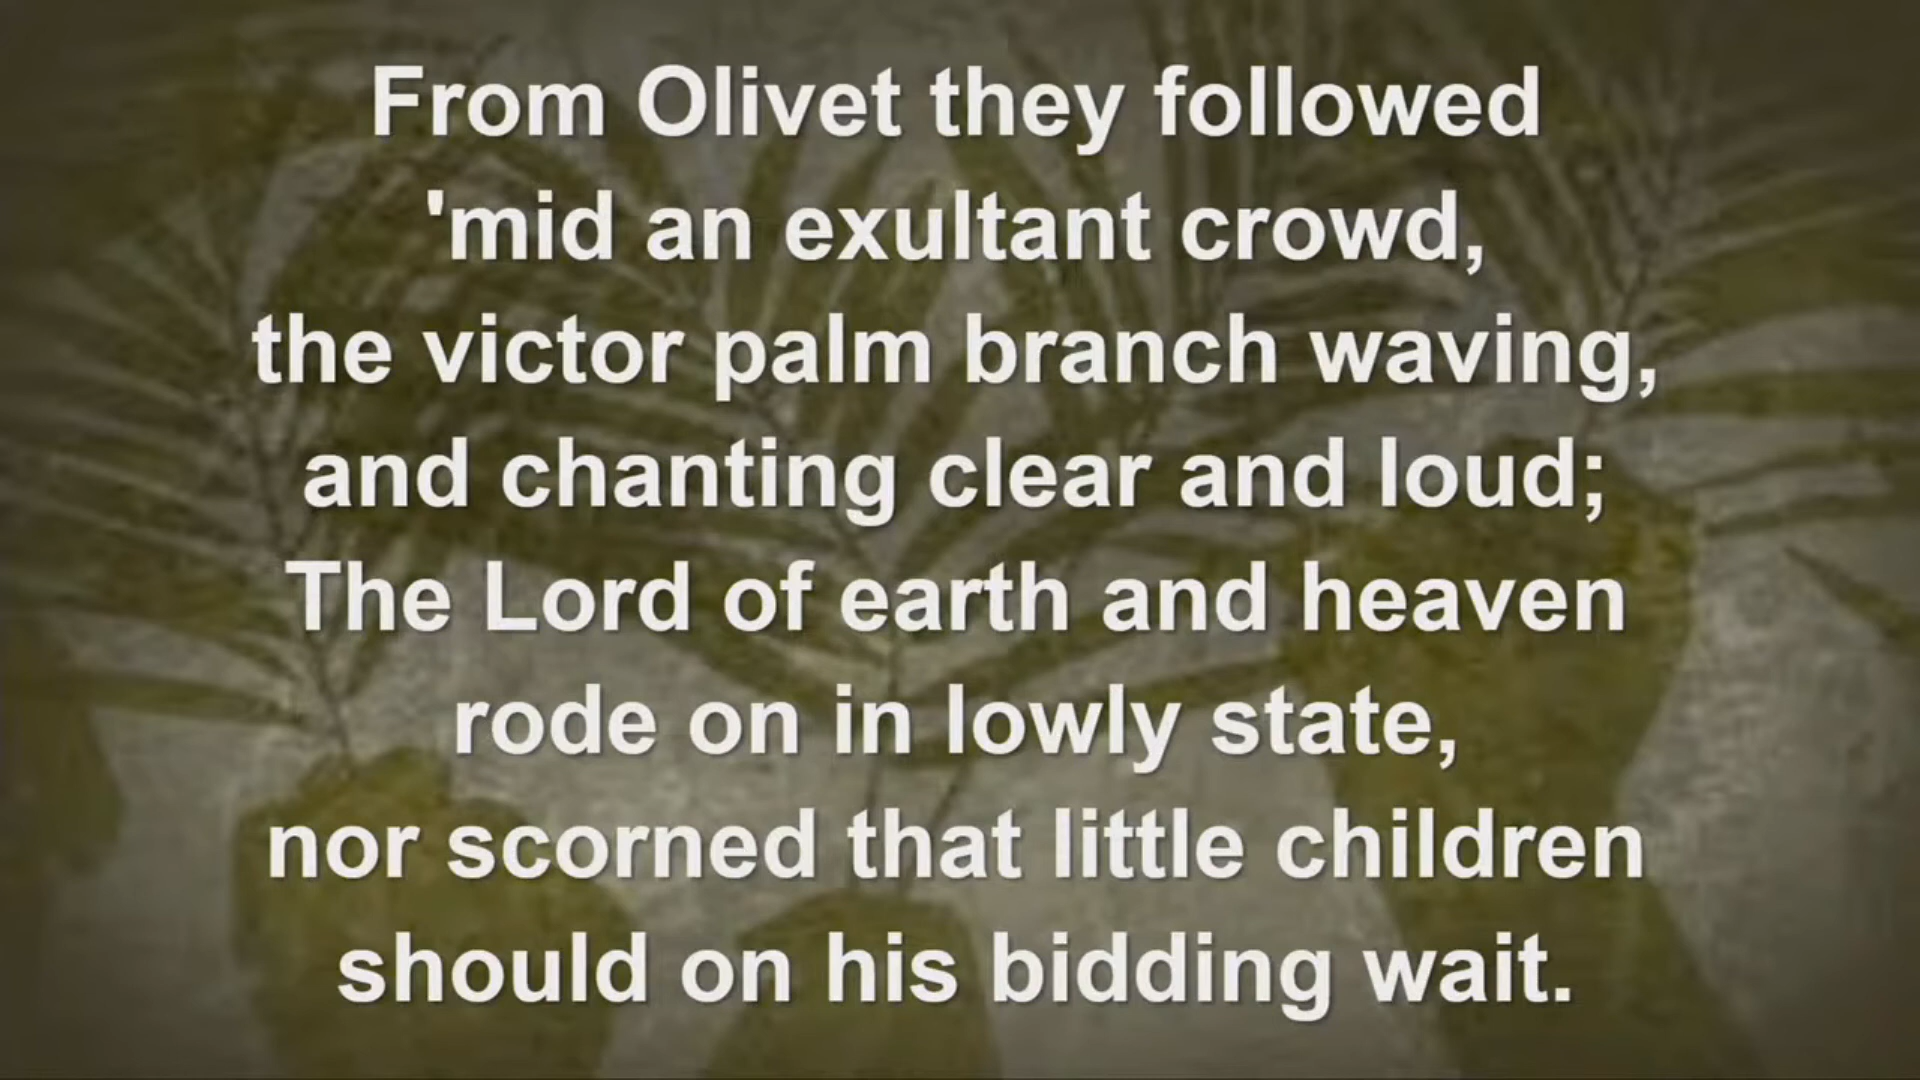 From Olivet they followed
'mid an exultant crowd,
the victor palm branch waving,
and chanting clear and loud;
The Lord of earth and heaven
rode on in lowly state,
nor scorned that little children
should on his bidding wait.